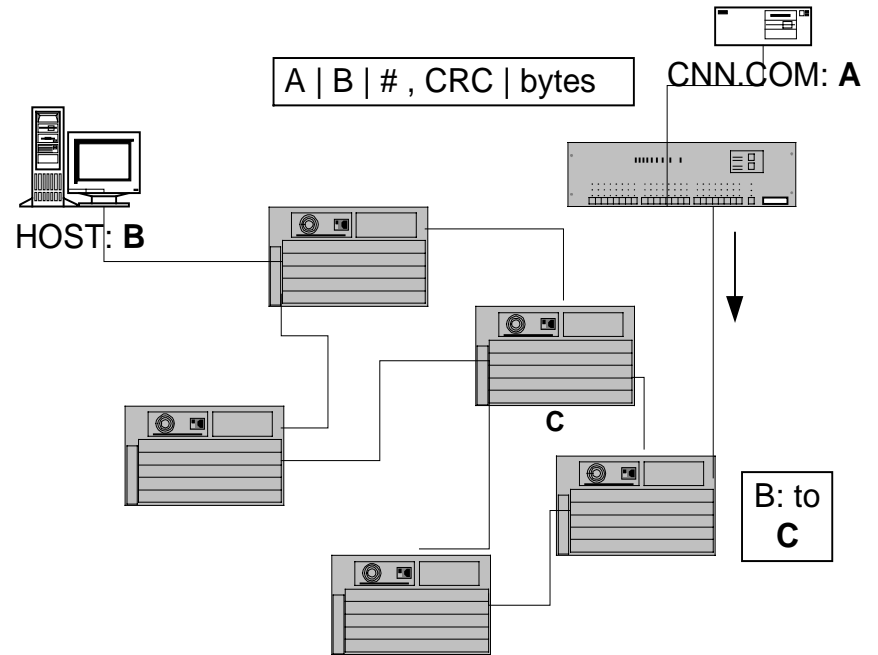 A | B | # , CRC | bytes
CNN.COM: A
HOST: B
C
B: to
C